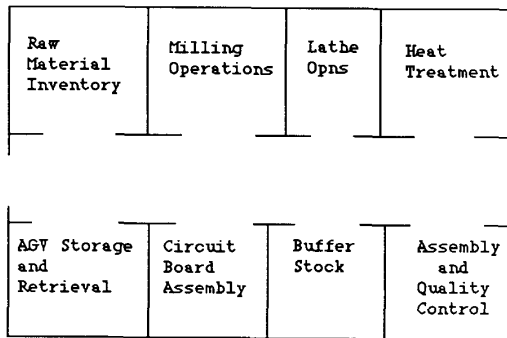 Raw
Material
Inventory
Milling
Operations
Lathe
Opns
Heat
Treatment
AGV Storage
and
Retrieval
Circuit
Board
Assembly
Buffer
Stock
Assembly
and
Quality
Control